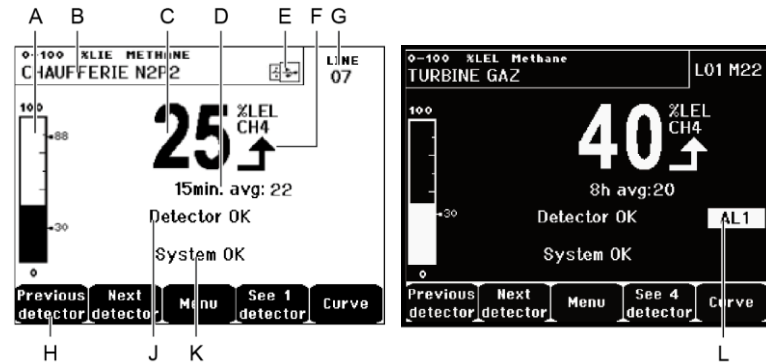 A B C D E F G
0-100 %LIE METHANE
CHAUFFERIE N2P2
LINE
07
100
88
25
%LEL
CH4
15min. avg: 22
Detector OK
30
System OK
0
Previous detector
Next detector
Menu
See 1 detector
Curve
H J K
0-100 %LEL Methane
TURBINE GAZ
L01 M22
100
40
%LEL
CH4
8h avg:20
30
Detector OK
AL1
System OK
0
Previous detector
Next detector
Menu
See 4 detector
Curve
L